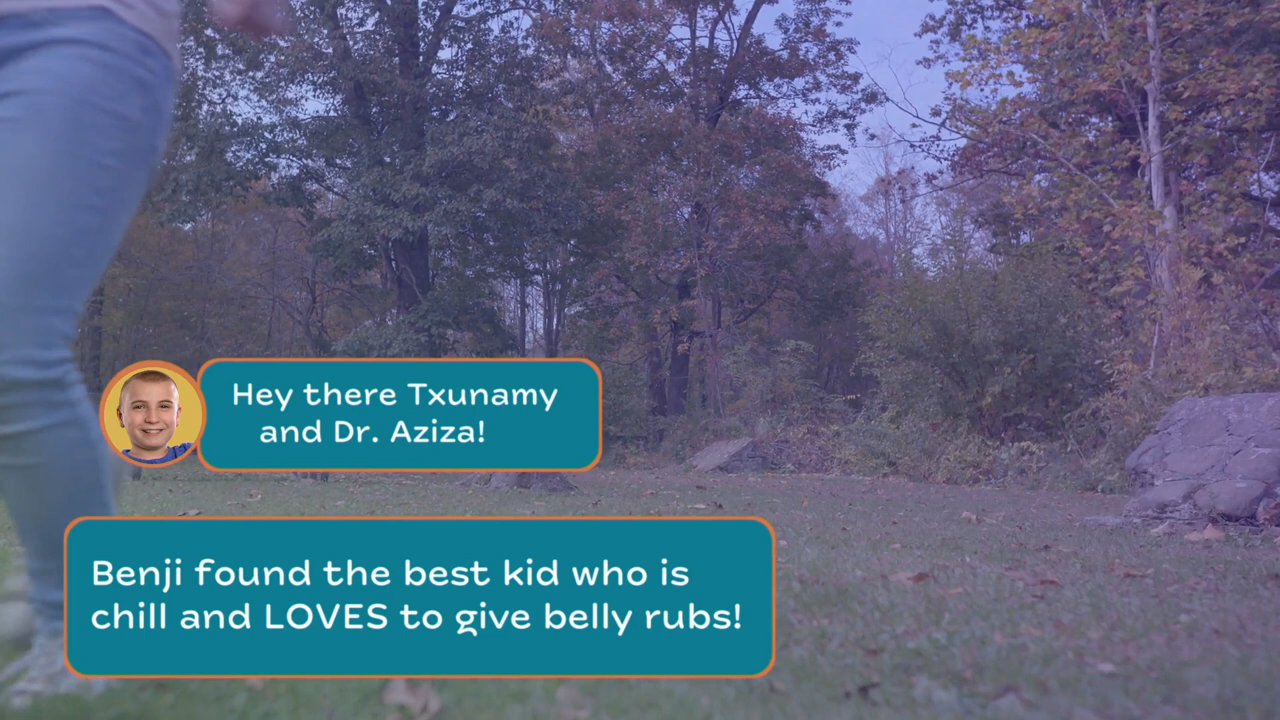 Hey there Txunamy
and Dr. Aziza!
Benji found the best kid who is
chill and LOVES to give belly rubs!